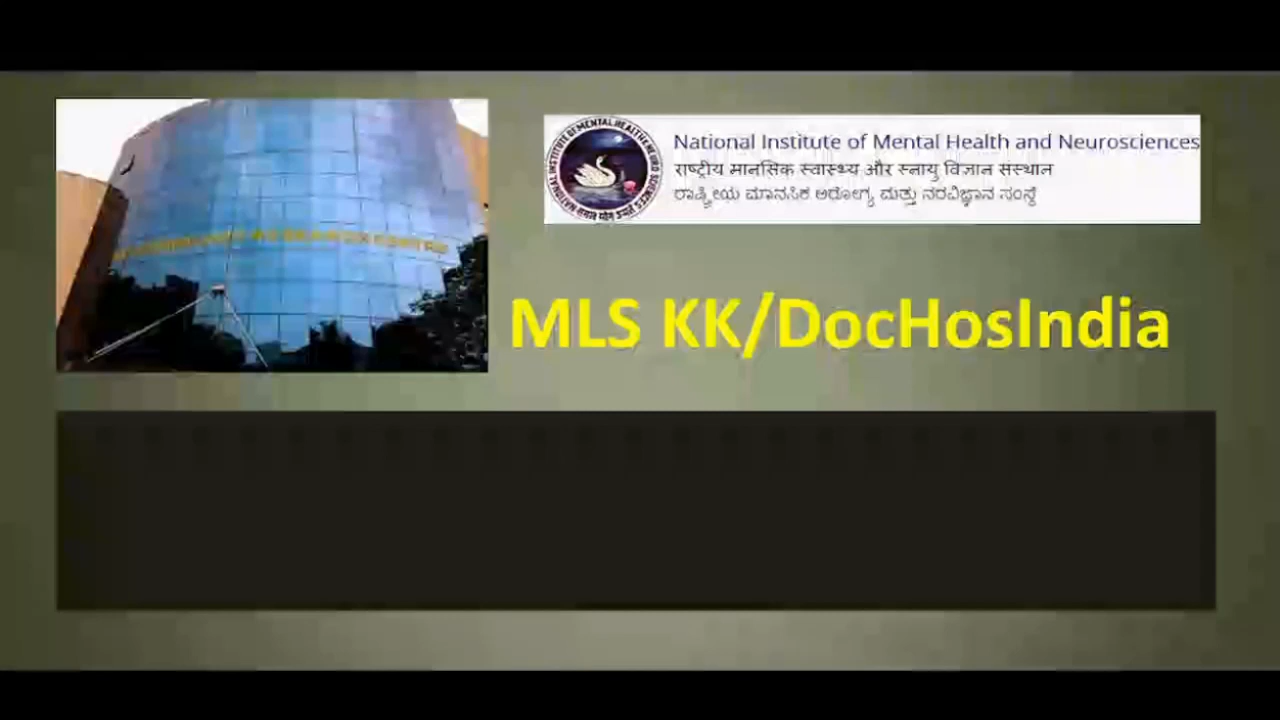 National Institute of Mental Health and Neurosciences
राष्ट्रीय मानसिक स्वास्थ्य और स्नायु विज्ञान संस्थान
ರಾಷ್ಟ್ರೀಯ ಮಾನಸಿಕ ಆರೋಗ್ಯ ಮತ್ತು ನರವಿಜ್ಞಾನ ಸಂಸ್ಥೆ
MLS KK/DocHosIndia